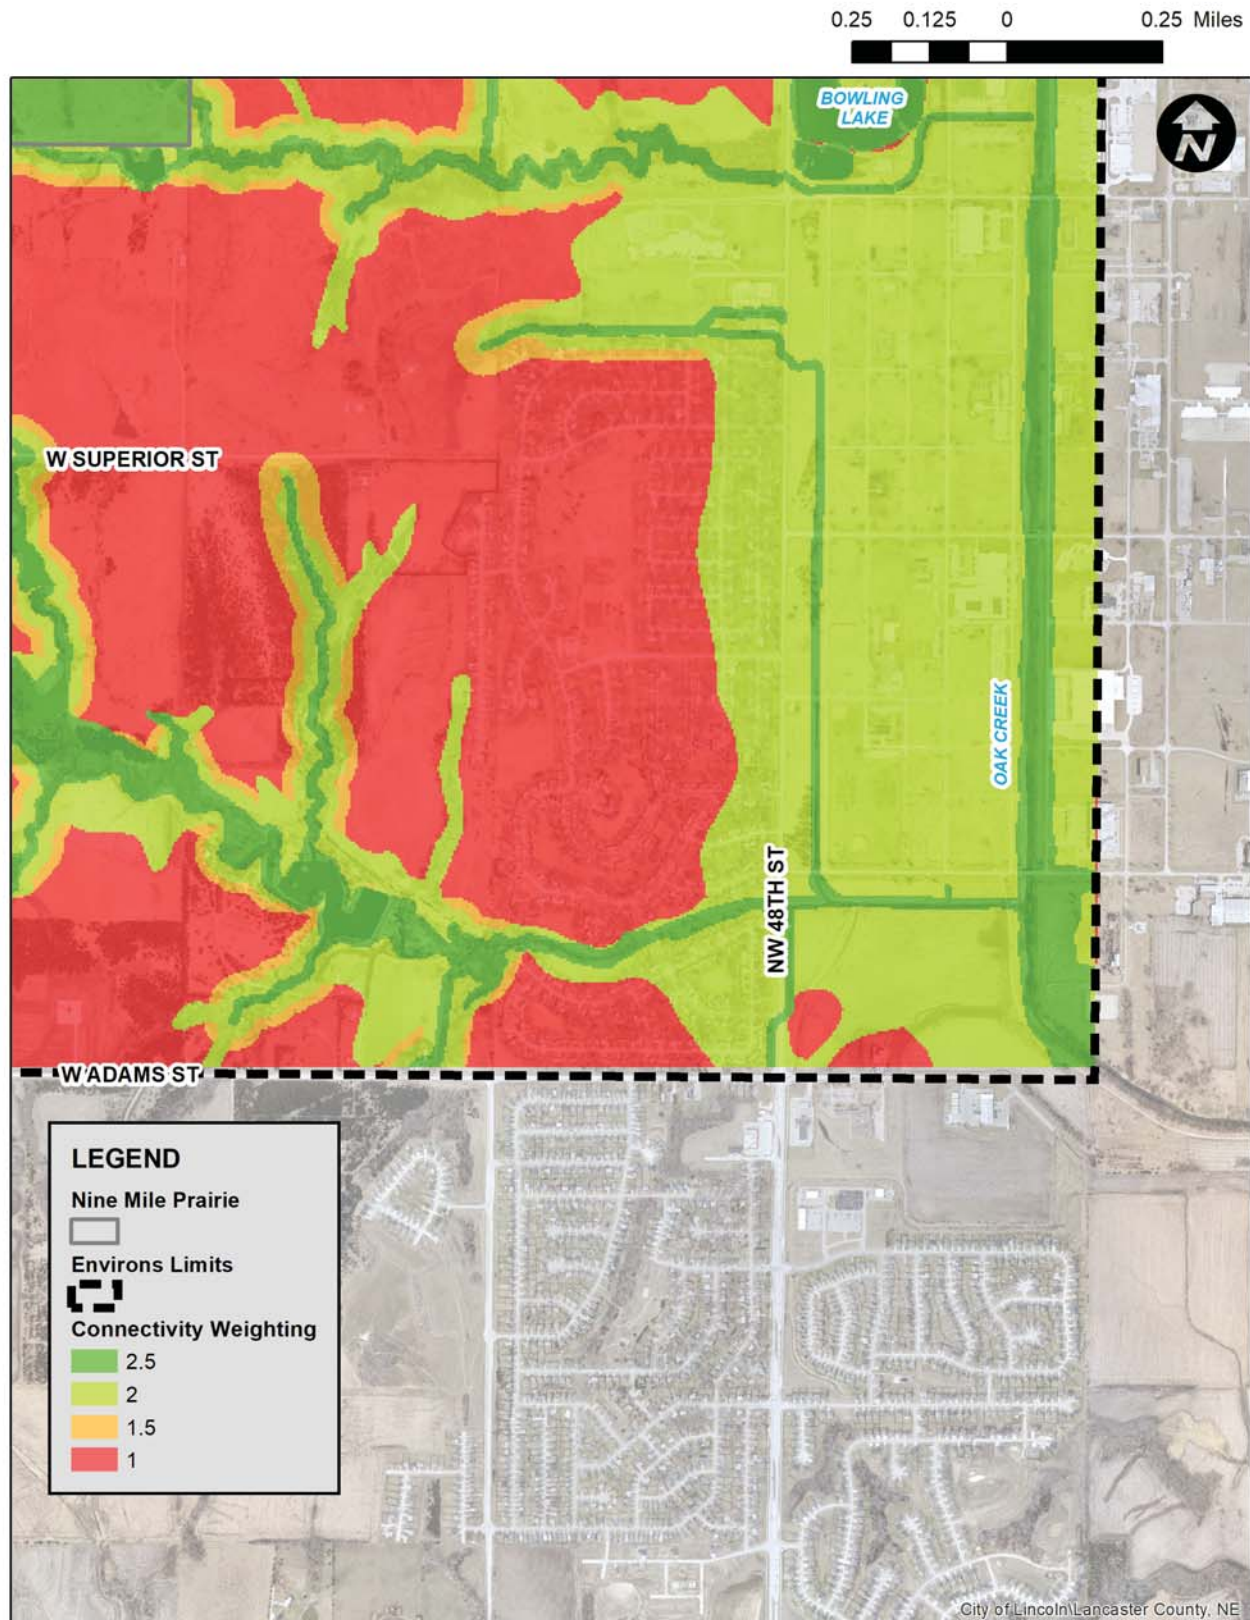 0.25 0.125 0 0.25 Miles
BOWLING
LAKE
N
W SUPERIOR ST
OAK CREEK
NW 48TH ST
W ADAMS ST
LEGEND
Nine Mile Prairie
Environs Limits
Connectivity Weighting
2.5
2
1.5
1
City of Lincoln\Lancaster County, NE